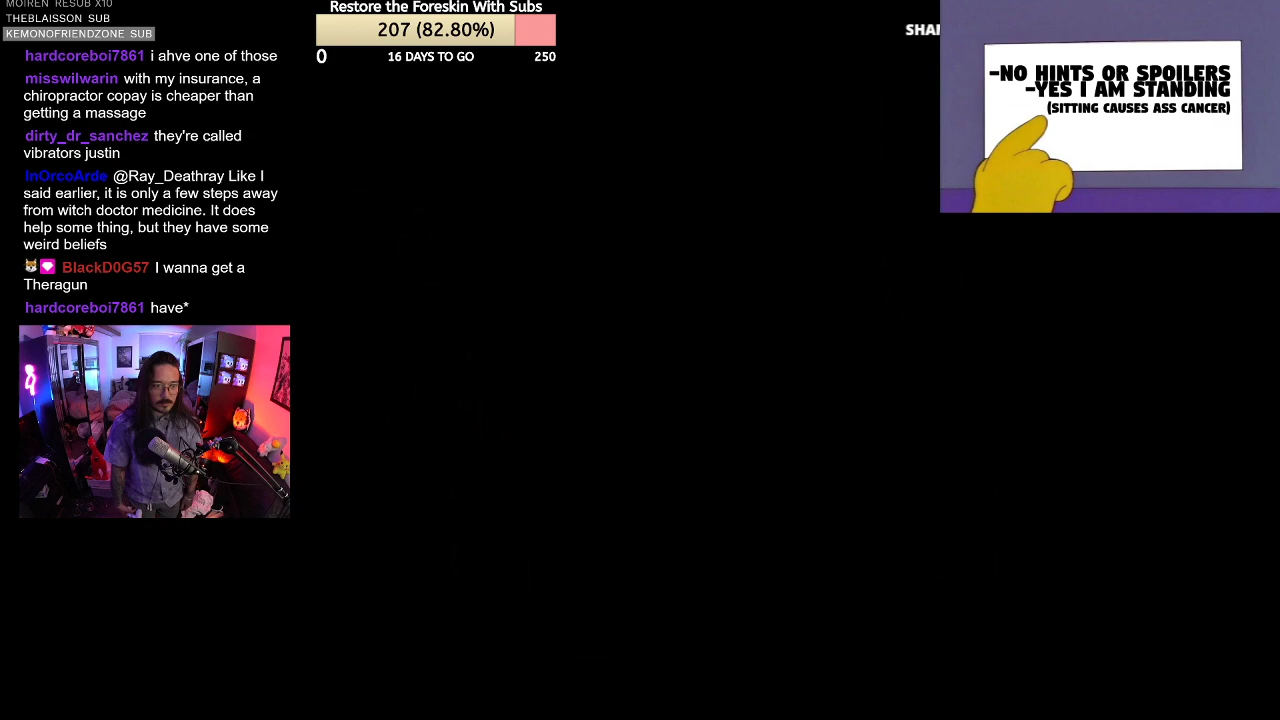 MOIREN RESUB X10
THEBLAISSON SUB
KEMONOFRIENDZONE SUB
hardcoreboi7861 i ahve one of those
misswilwarin with my insurance, a
chiropractor copay is cheaper than
getting a massage
dirty_dr_sanchez they're called
vibrators justin
InOrcoArde @Ray_Deathray Like I
said earlier, it is only a few steps away
from witch doctor medicine. It does
help some thing, but they have some
weird beliefs
BlackD0G57 I wanna get a
Theragun
hardcoreboi7861 have*
Restore the Foreskin With Subs
207 (82.80%)
0 16 DAYS TO GO 250
SHA
-NO HINTS OR SPOILERS
-YES I AM STANDING
(SITTING CAUSES ASS CANCER)